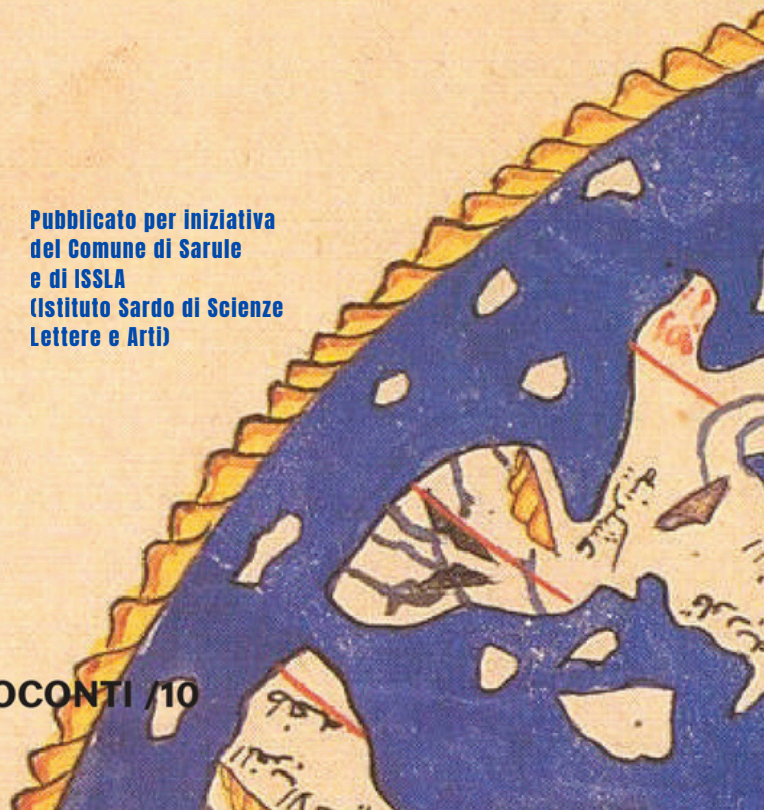 Pubblicato per iniziativa
del Comune di Sarule
e di ISSLA
(Istituto Sardo di Scienze
Lettere e Arti)
OCONTI /10